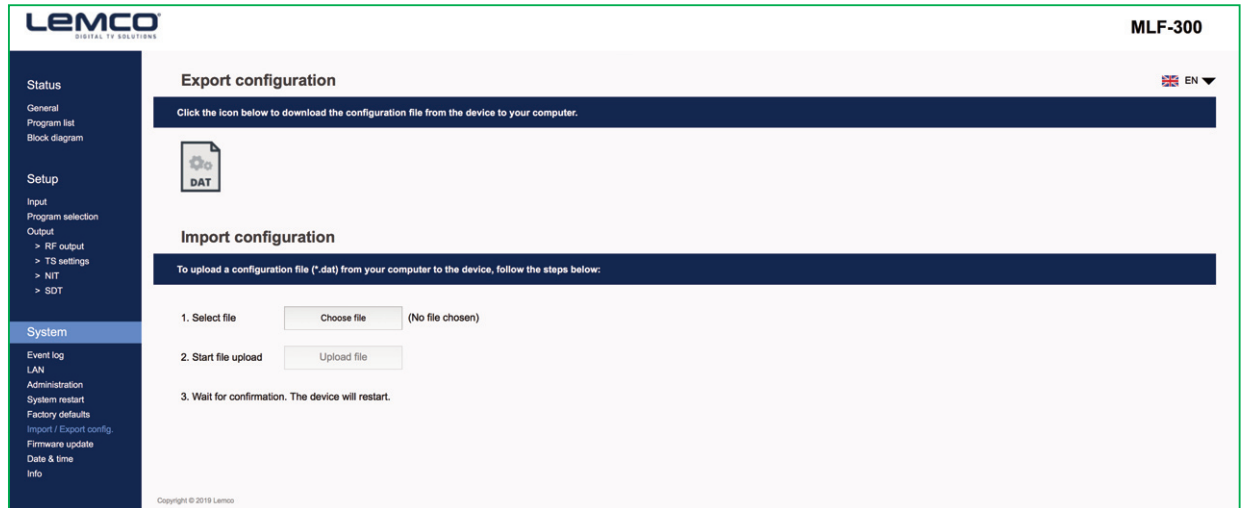 LEMCO
DIGITAL TV SOLUTIONS
MLF-300
Status
General
Program list
Block diagram
Setup
Input
Program selection
Output
> RF output
> TS settings
> NIT
> SDT
System
Event log
LAN
Administration
System restart
Factory defaults
Import / Export config.
Firmware update
Date & time
Info
Export configuration
EN
Click the icon below to download the configuration file from the device to your computer.
DAT
Import configuration
To upload a configuration file (*.dat) from your computer to the device, follow the steps below:
1. Select file Choose file (No file chosen)
2. Start file upload Upload file
3. Wait for confirmation. The device will restart.
Copyright © 2019 Lemco